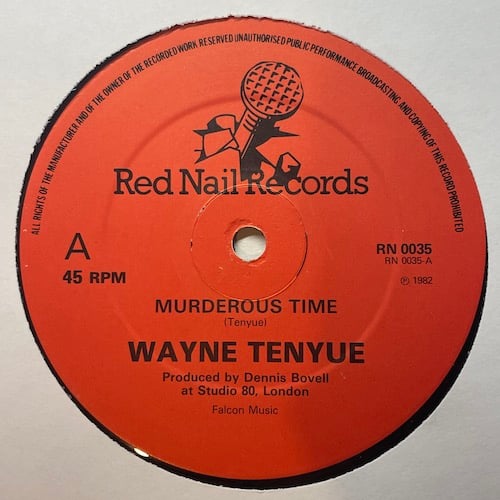 ALL RIGHTS OF THE MANUFACTURER AND OF THE OWNER OF THE RECORDED WORK RESERVED UNAUTHORISED PUBLIC PERFORMANCE BROADCASTING AND COPYING OF THIS RECORD PROHIBITED
Red Nail Records
A
45 RPM
RN 0035
RN 0035-A
℗ 1982
MURDEROUS TIME
(Tenyue)
WAYNE TENYUE
Produced by Dennis Bovell
at Studio 80, London
Falcon Music